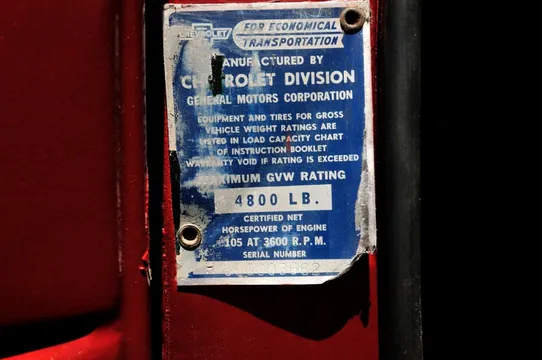 CHEVROLET
FOR ECONOMICAL
TRANSPORTATION
MANUFACTURED BY
CHEVROLET DIVISION
GENERAL MOTORS CORPORATION
EQUIPMENT AND TIRES FOR GROSS
VEHICLE WEIGHT RATINGS ARE
LISTED IN LOAD CAPACITY CHART
OF INSTRUCTION BOOKLET
WARRANTY VOID IF RATING IS EXCEEDED
MAXIMUM GVW RATING
4800 LB.
CERTIFIED NET
HORSEPOWER OF ENGINE
105 AT 3600 R.P.M.
SERIAL NUMBER